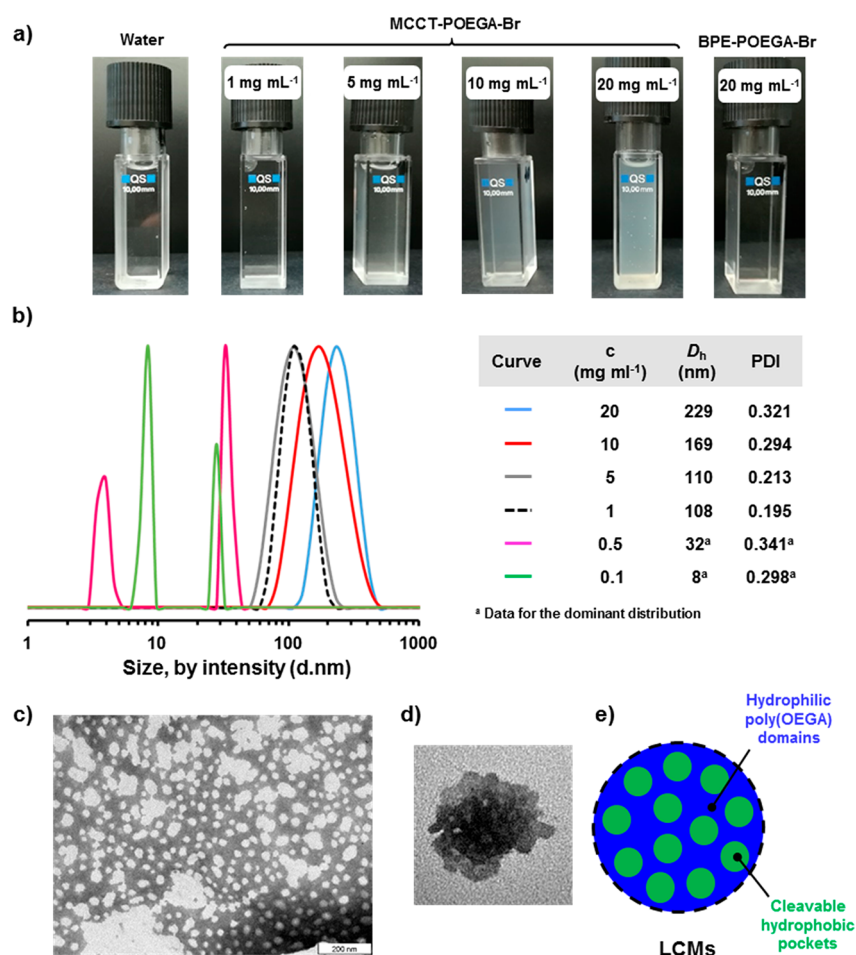 a)
Water
MCCT-POEGA-Br
BPE-POEGA-Br
1 mg mL⁻¹
5 mg mL⁻¹
10 mg mL⁻¹
20 mg mL⁻¹
20 mg mL⁻¹
QS
10,00mm
QS
10,00mm
QS
10,00mm
QS
10,00mm
QS
10,00mm
QS
10,00mm
b)
Curve c (mg ml⁻¹) Dh (nm) PDI
20 229 0.321
10 169 0.294
5 110 0.213
1 108 0.195
0.5 32ᵃ 0.341ᵃ
0.1 8ᵃ 0.298ᵃ
ᵃ Data for the dominant distribution
1 10 100 1000
Size, by intensity (d.nm)
c)
200 nm
d)
e)
Hydrophilic
poly(OEGA)
domains
Cleavable
hydrophobic
pockets
LCMs